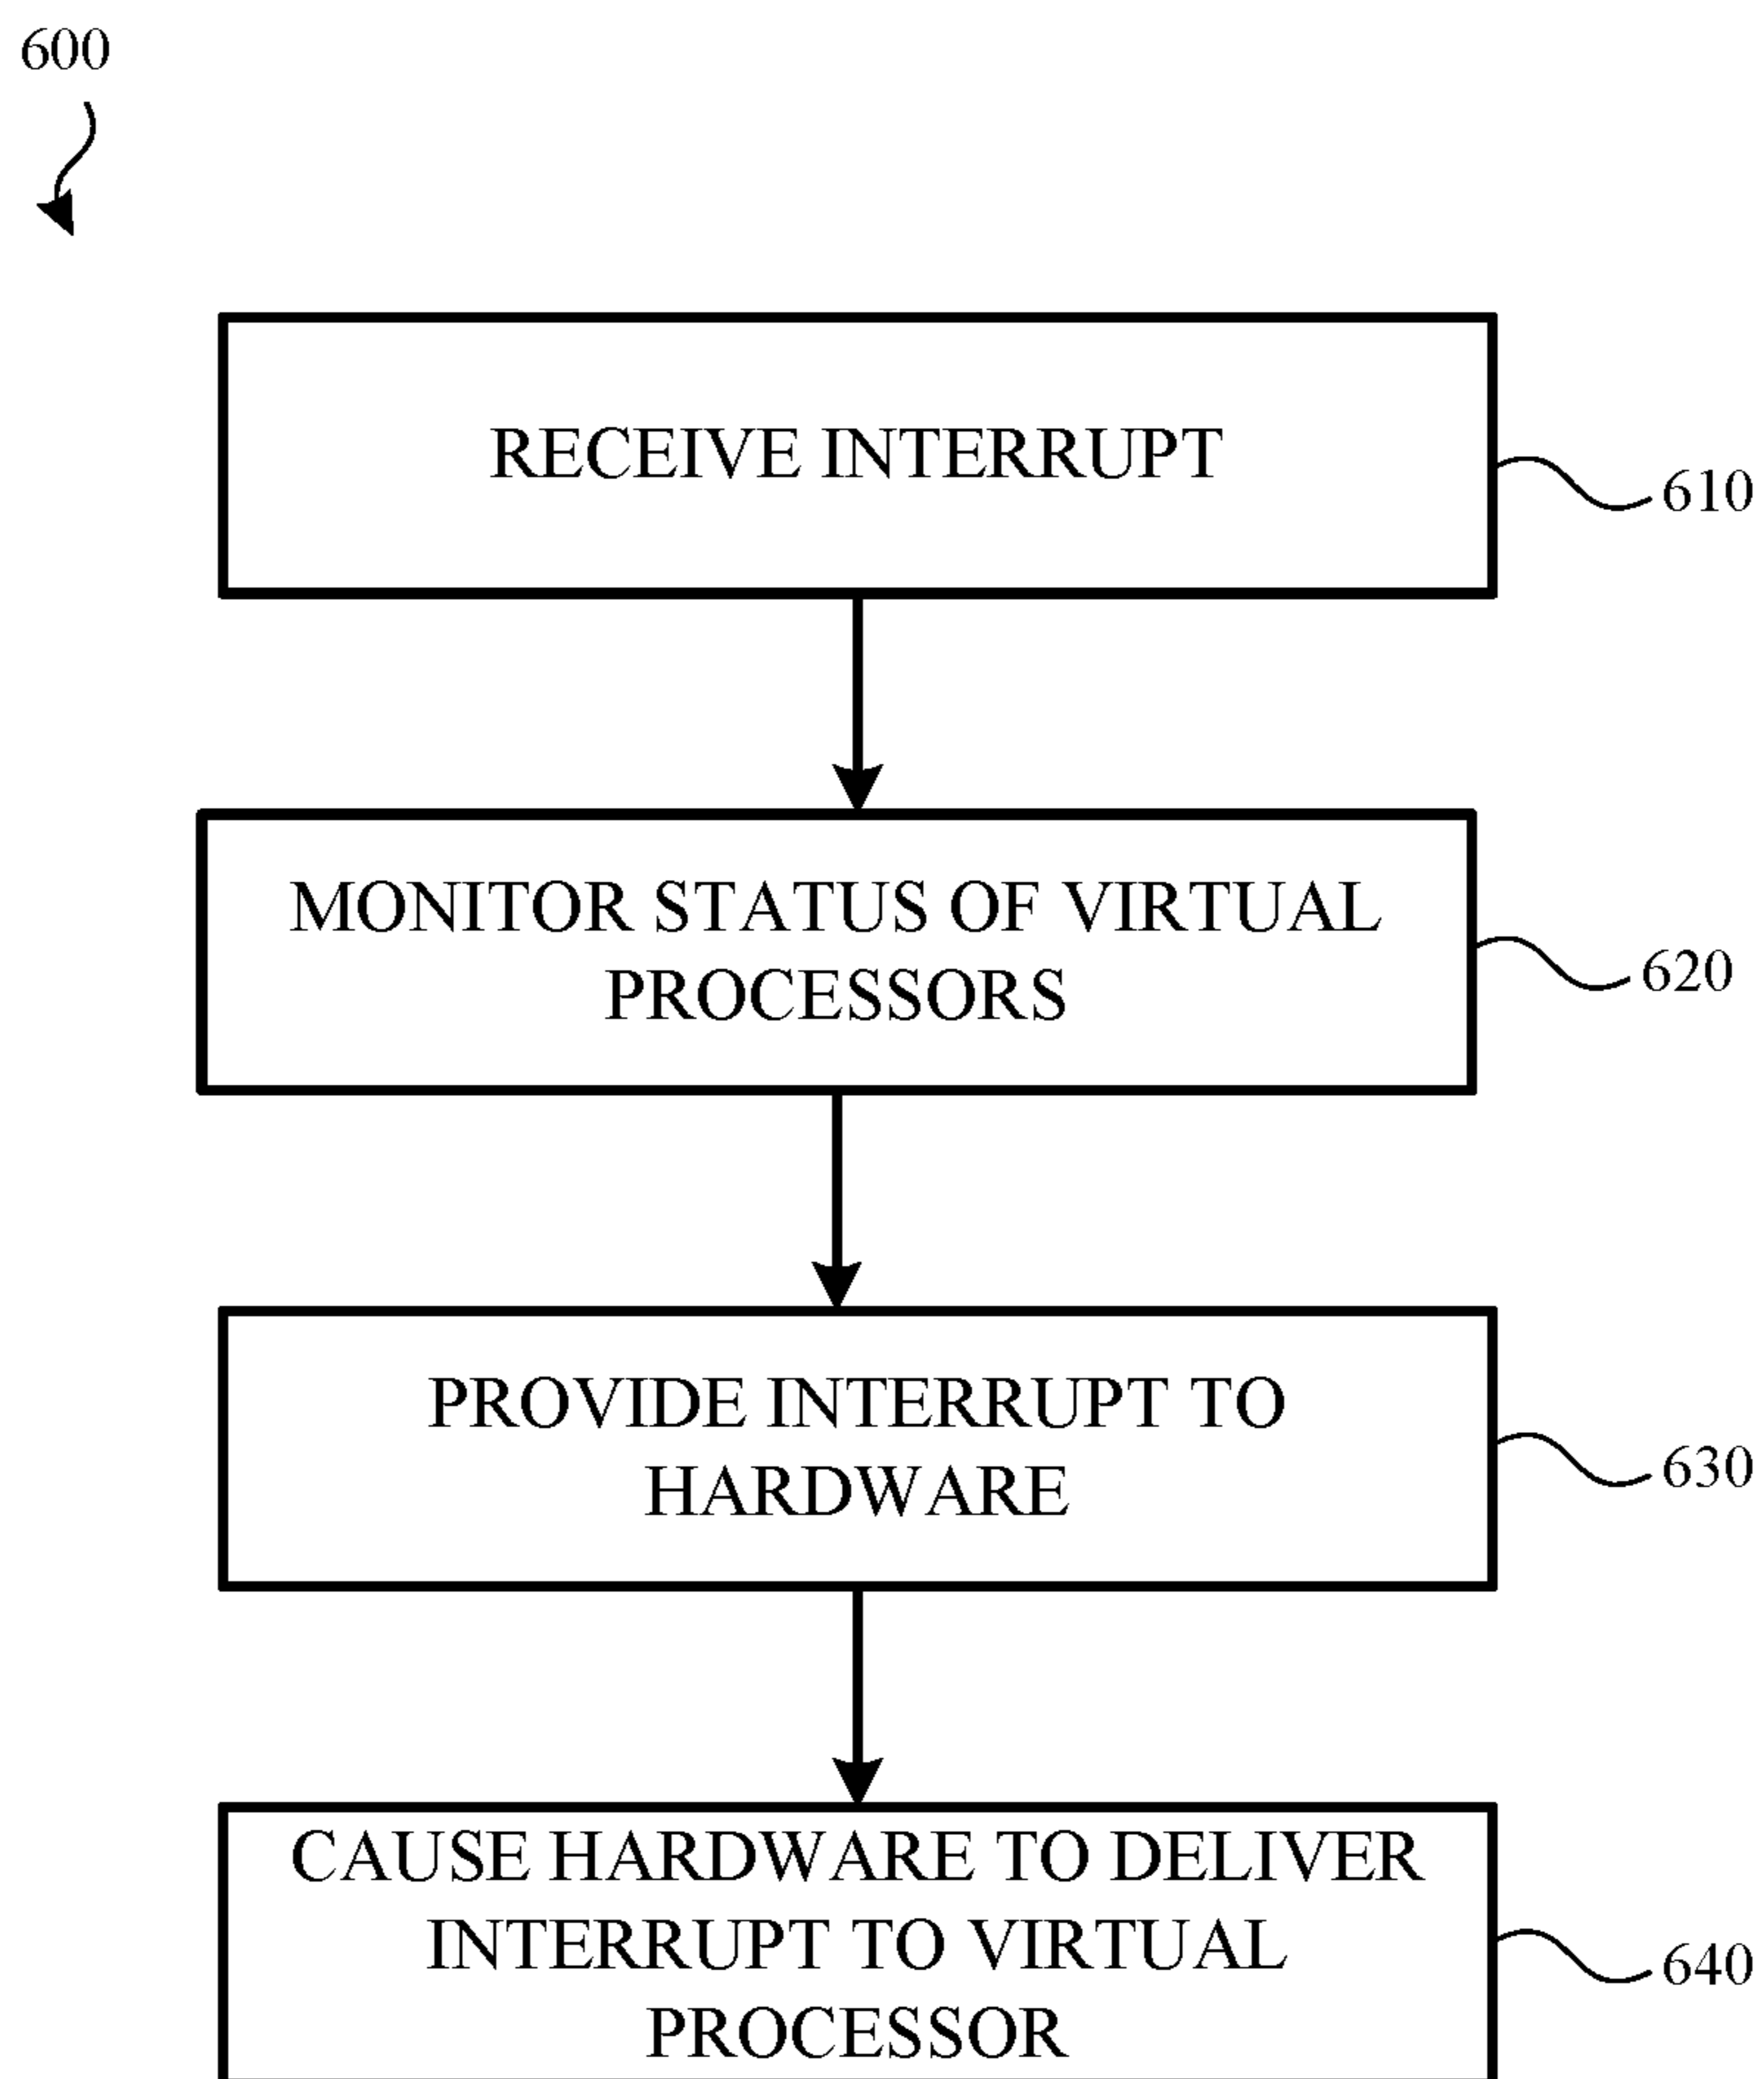 600
RECEIVE INTERRUPT
610
MONITOR STATUS OF VIRTUAL
PROCESSORS
620
PROVIDE INTERRUPT TO
HARDWARE
630
CAUSE HARDWARE TO DELIVER
INTERRUPT TO VIRTUAL
PROCESSOR
640